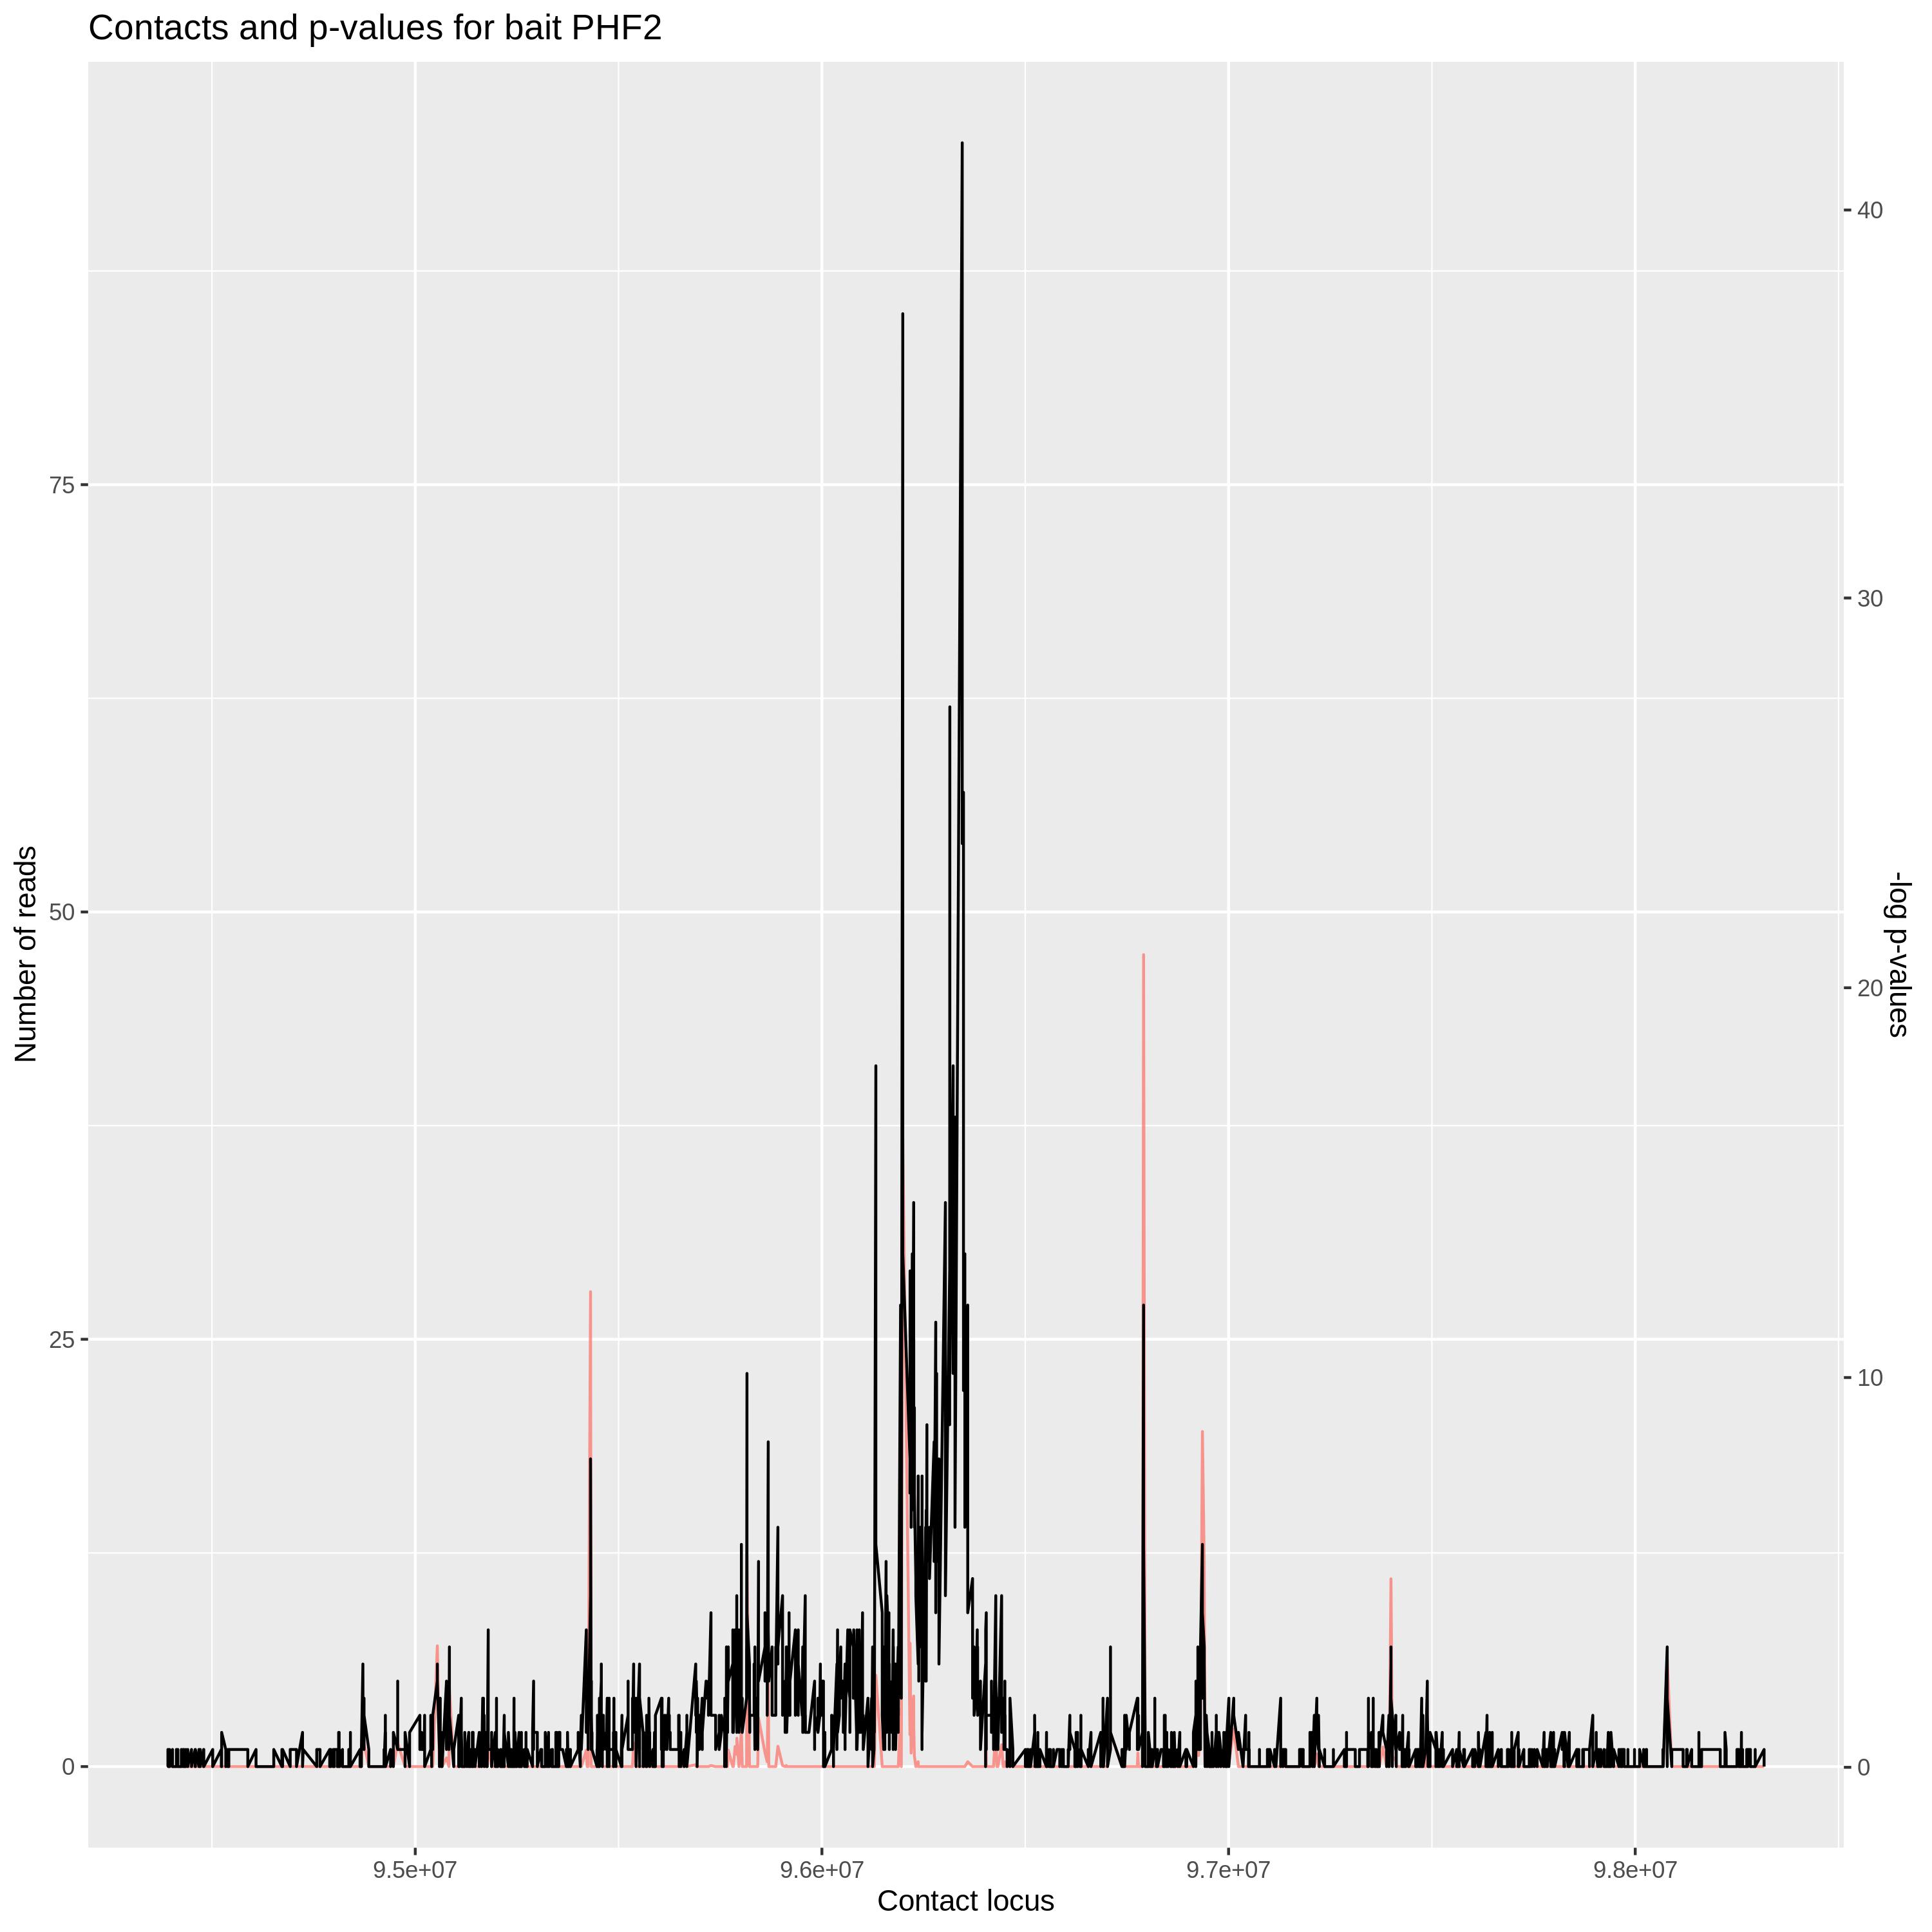 Contacts and p-values for bait PHF2
Number of reads
75
50
25
0
40
30
20
10
0
-log p-values
9.5e+07
9.6e+07
9.7e+07
9.8e+07
Contact locus